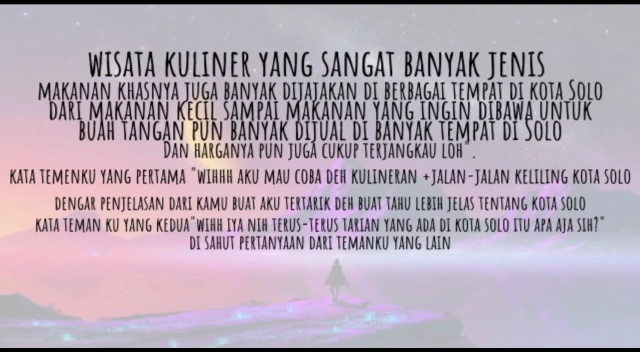 WISATA KULINER YANG SANGAT BANYAK JENIS
MAKANAN KHASNYA JUGA BANYAK DIJAJAKAN DI BERBAGAI TEMPAT DI KOTA SOLO
DARI MAKANAN KECIL SAMPAI MAKANAN YANG INGIN DIBAWA UNTUK
BUAH TANGAN PUN BANYAK DIJUAL DI BANYAK TEMPAT DI SOLO
DAN HARGANYA PUN JUGA CUKUP TERJANGKAU LOH".
KATA TEMENKU YANG PERTAMA "WIHHH AKU MAU COBA DEH KULINERAN +JALAN-JALAN KELILING KOTA SOLO
DENGAR PENJELASAN DARI KAMU BUAT AKU TERTARIK DEH BUAT TAHU LEBIH JELAS TENTANG KOTA SOLO
KATA TEMAN KU YANG KEDUA"WIHH IYA NIH TERUS-TERUS TARIAN YANG ADA DI KOTA SOLO ITU APA AJA SIH?"
DI SAHUT PERTANYAAN DARI TEMANKU YANG LAIN